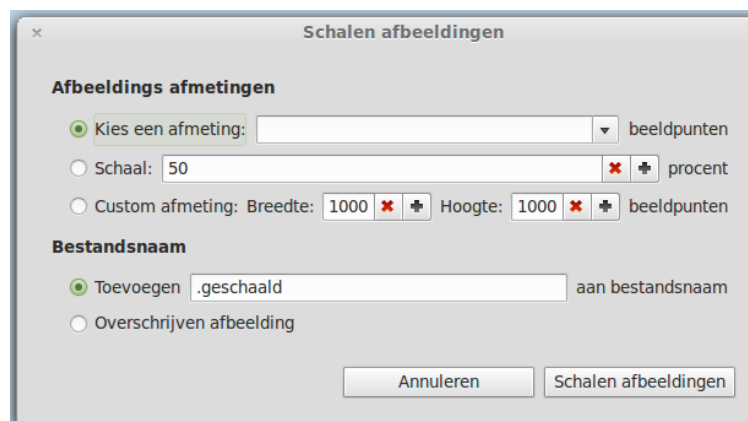 Schalen afbeeldingen
Afbeeldings afmetingen
Kies een afmeting: beeldpunten
Schaal: 50 procent
Custom afmeting: Breedte: 1000 Hoogte: 1000 beeldpunten
Bestandsnaam
Toevoegen .geschaald aan bestandsnaam
Overschrijven afbeelding
Annuleren Schalen afbeeldingen